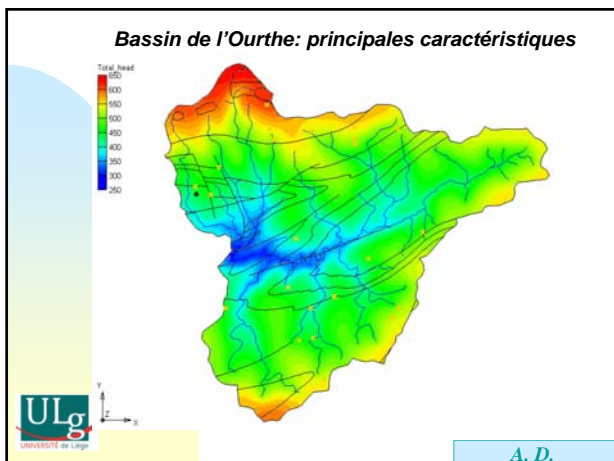 Bassin de l'Ourthe: principales caractéristiques
Total_head
650
600
550
500
450
400
350
300
250
Y
Z
X
ULg
UNIVERSITÉ de Liège
A. D.